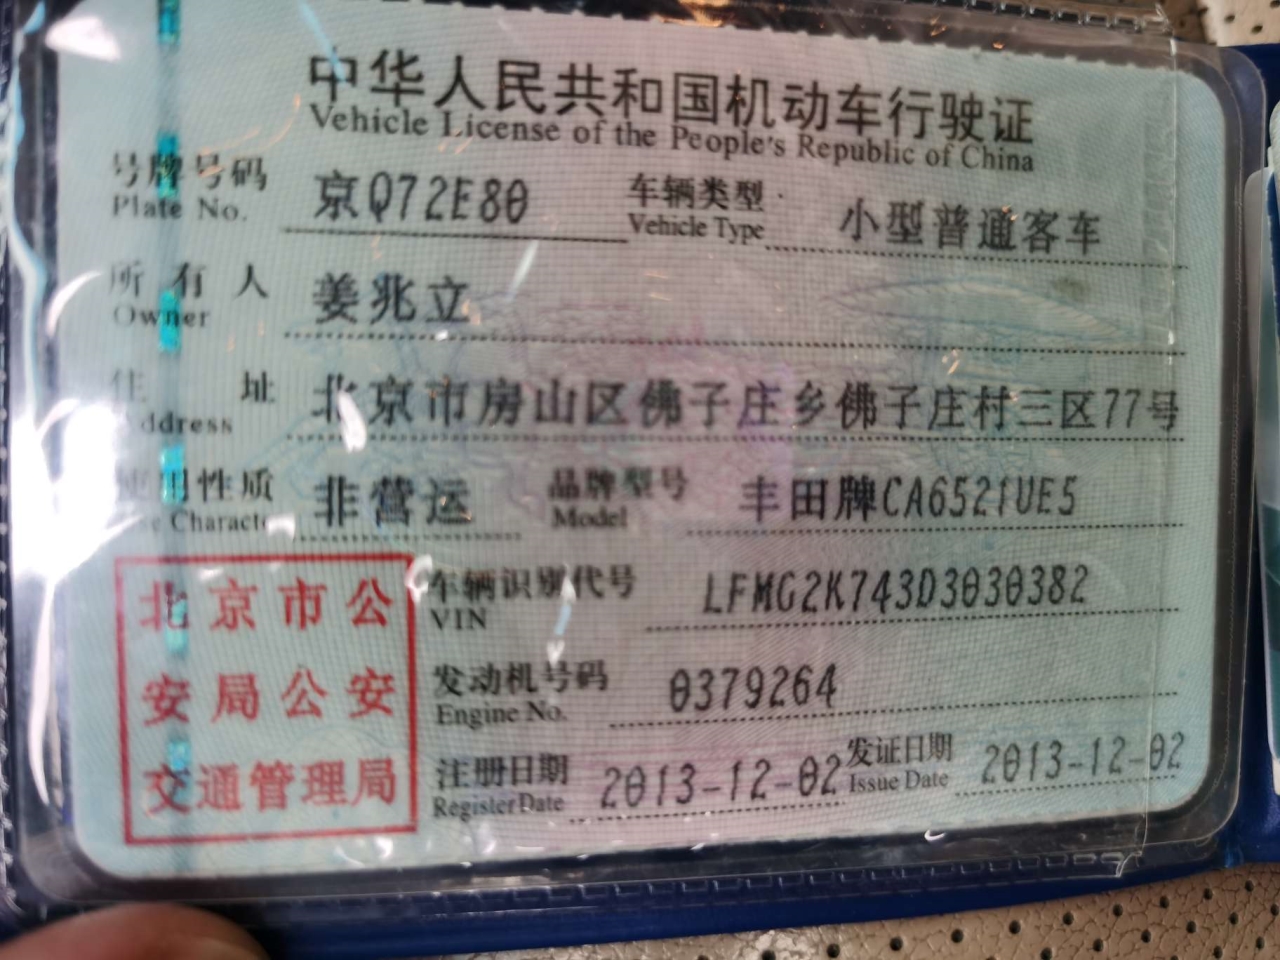 中华人民共和国机动车行驶证
Vehicle License of the People's Republic of China
号牌号码 京Q72E80 车辆类型 小型普通客车
Plate No. Vehicle Type
所有人 姜兆立
Owner
住址 北京市房山区佛子庄乡佛子庄村三区77号
Address
使用性质 非营运 品牌型号 丰田牌CA6521UE5
Use Character Model
车辆识别代号 LFMG2K743D3030382
VIN
发动机号码 0379264
Engine No.
注册日期 2013-12-02 发证日期 2013-12-02
Register Date Issue Date
北京市公
安局公安
交通管理局